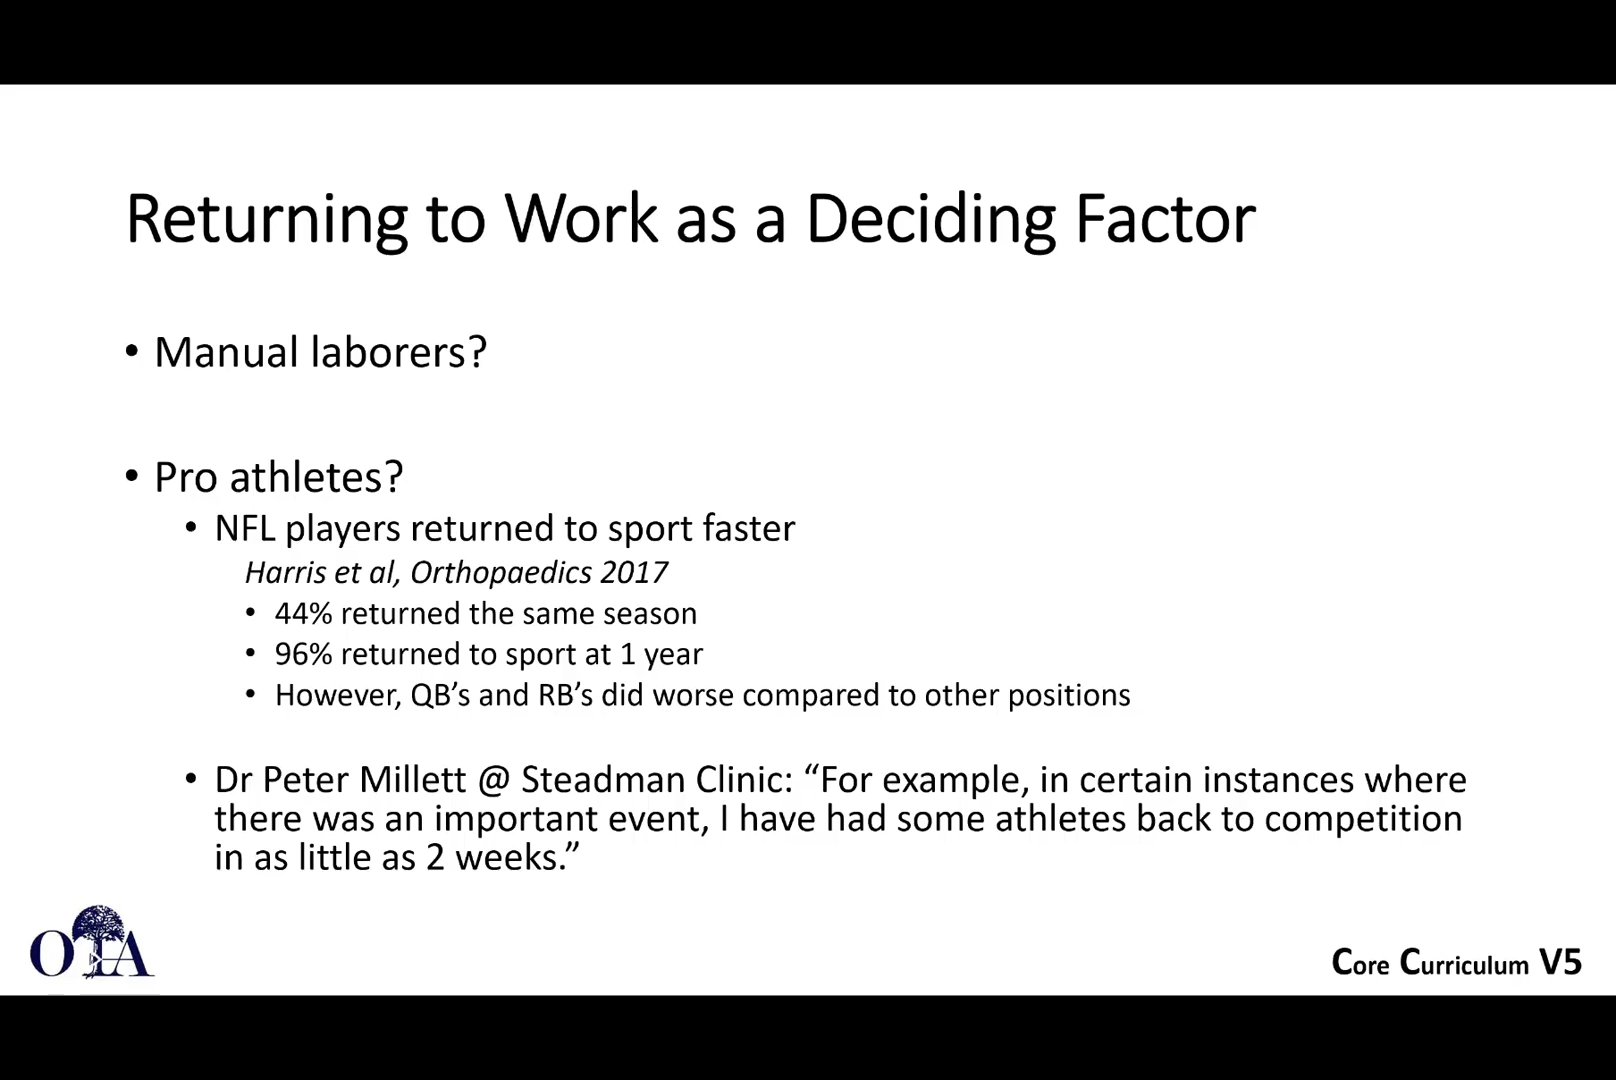 Returning to Work as a Deciding Factor
• Manual laborers?
• Pro athletes?
• NFL players returned to sport faster
Harris et al, Orthopaedics 2017
• 44% returned the same season
• 96% returned to sport at 1 year
• However, QB’s and RB’s did worse compared to other positions
• Dr Peter Millett @ Steadman Clinic: “For example, in certain instances where
there was an important event, I have had some athletes back to competition
in as little as 2 weeks.”
OTA
Core Curriculum V5